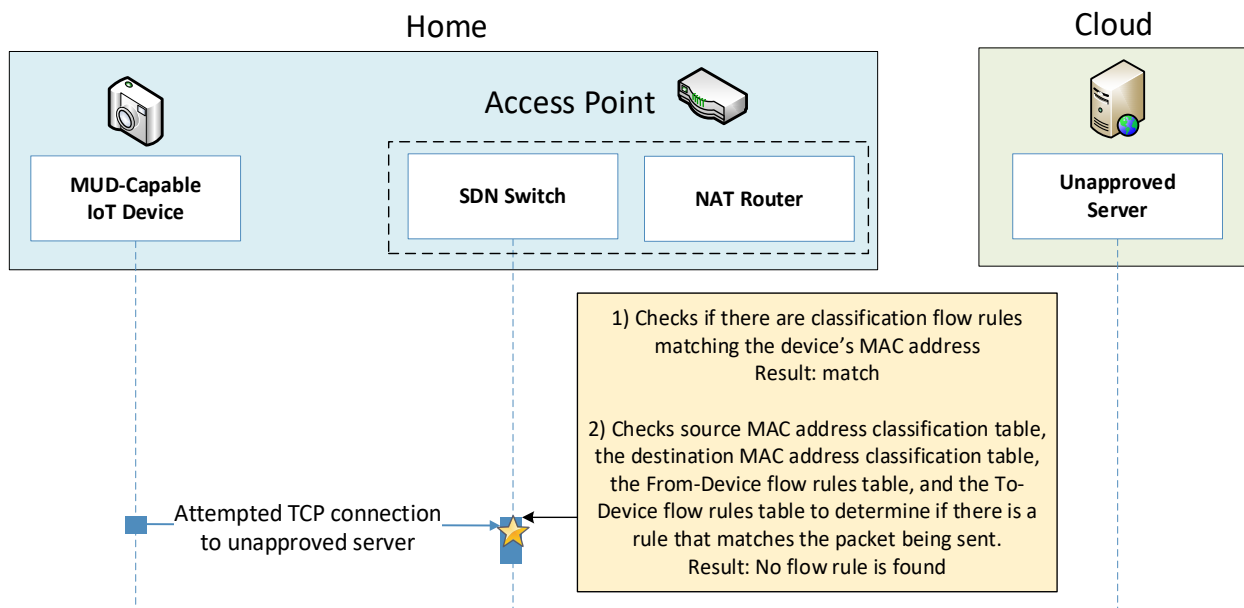 Home
Cloud
Access Point
MUD-Capable
IoT Device
SDN Switch
NAT Router
Unapproved
Server
1) Checks if there are classification flow rules
matching the device’s MAC address
Result: match
2) Checks source MAC address classification table,
the destination MAC address classification table,
the From-Device flow rules table, and the To-
Device flow rules table to determine if there is a
rule that matches the packet being sent.
Result: No flow rule is found
Attempted TCP connection
to unapproved server